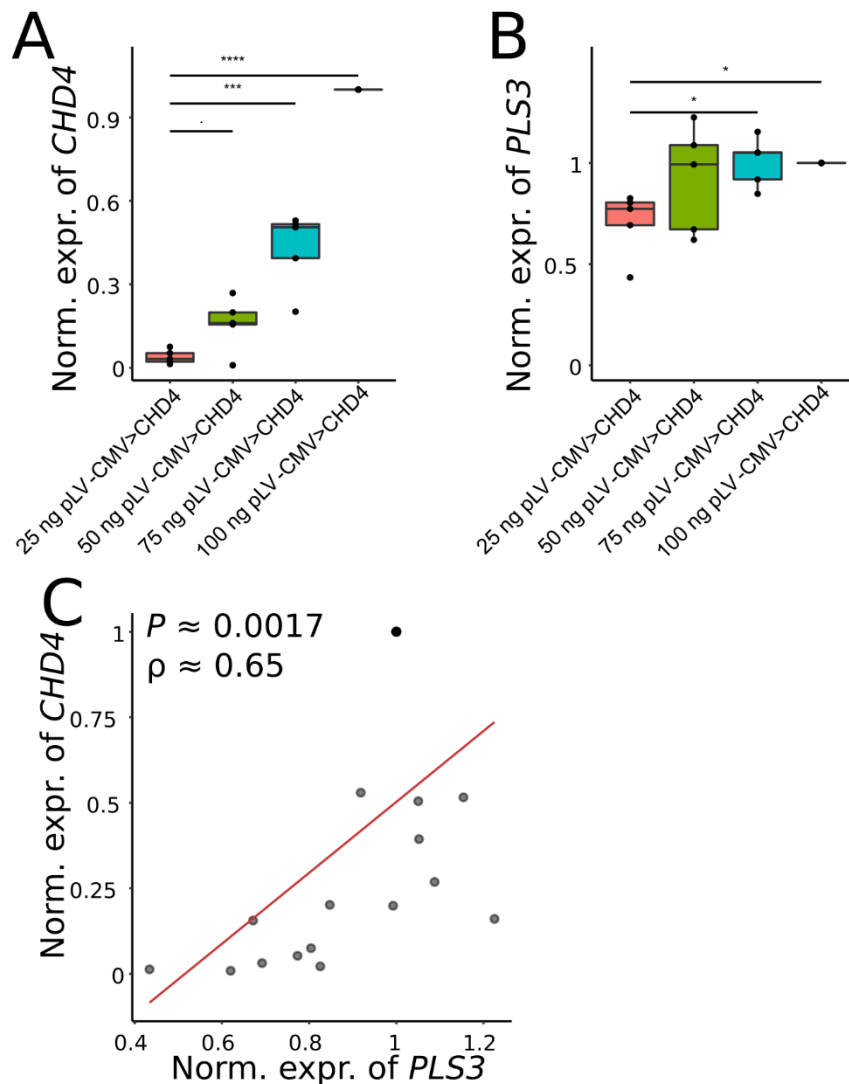 A
Norm. expr. of CHD4
0.9
0.6
0.3
0
****
***
.
25 ng pLV-CMV>CHD4
50 ng pLV-CMV>CHD4
75 ng pLV-CMV>CHD4
100 ng pLV-CMV>CHD4
B
Norm. expr. of PLS3
1
0.5
0
*
*
25 ng pLV-CMV>CHD4
50 ng pLV-CMV>CHD4
75 ng pLV-CMV>CHD4
100 ng pLV-CMV>CHD4
C
Norm. expr. of CHD4
P ≈ 0.0017
ρ ≈ 0.65
1
0.75
0.5
0.25
0
0.4 0.6 0.8 1 1.2
Norm. expr. of PLS3